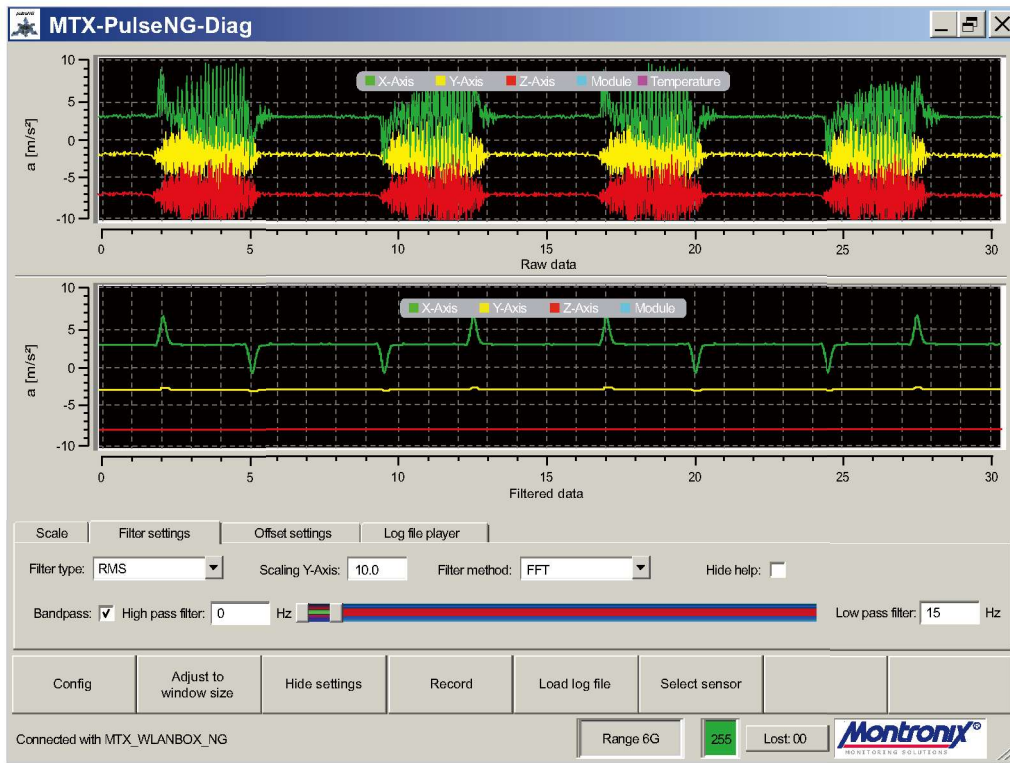 MTX-PulseNG-Diag
10
5
0
-5
-10
a [m/s²]
X-Axis Y-Axis Z-Axis Module Temperature
0 5 10 15 20 25 30
Raw data
10
5
0
-5
-10
a [m/s²]
X-Axis Y-Axis Z-Axis Module
0 5 10 15 20 25 30
Filtered data
Scale Filter settings Offset settings Log file player
Filter type: RMS Scaling Y-Axis: 10.0 Filter method: FFT Hide help:
Bandpass: High pass filter: 0 Hz Low pass filter: 15 Hz
Config Adjust to window size Hide settings Record Load log file Select sensor
Connected with MTX_WLANBOX_NG Range 6G 255 Lost: 00 Montronix®
MONITORING SOLUTIONS